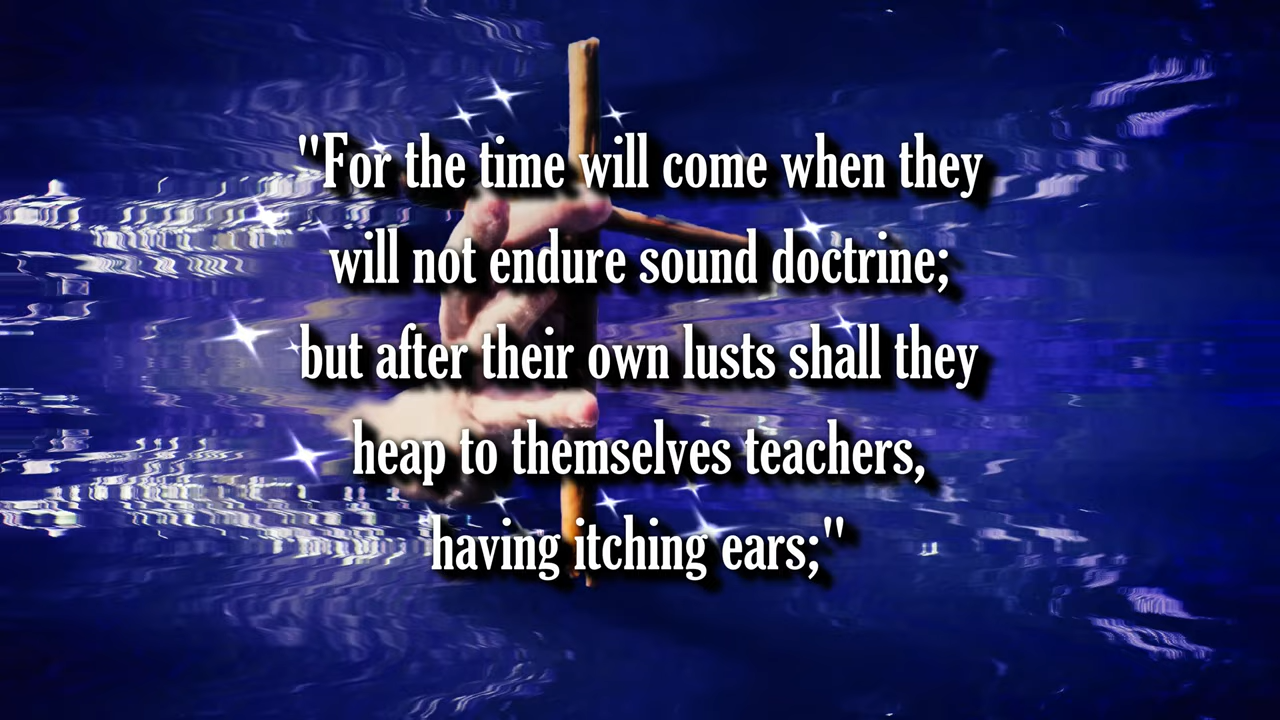 "For the time will come when they
will not endure sound doctrine;
but after their own lusts shall they
heap to themselves teachers,
having itching ears;"